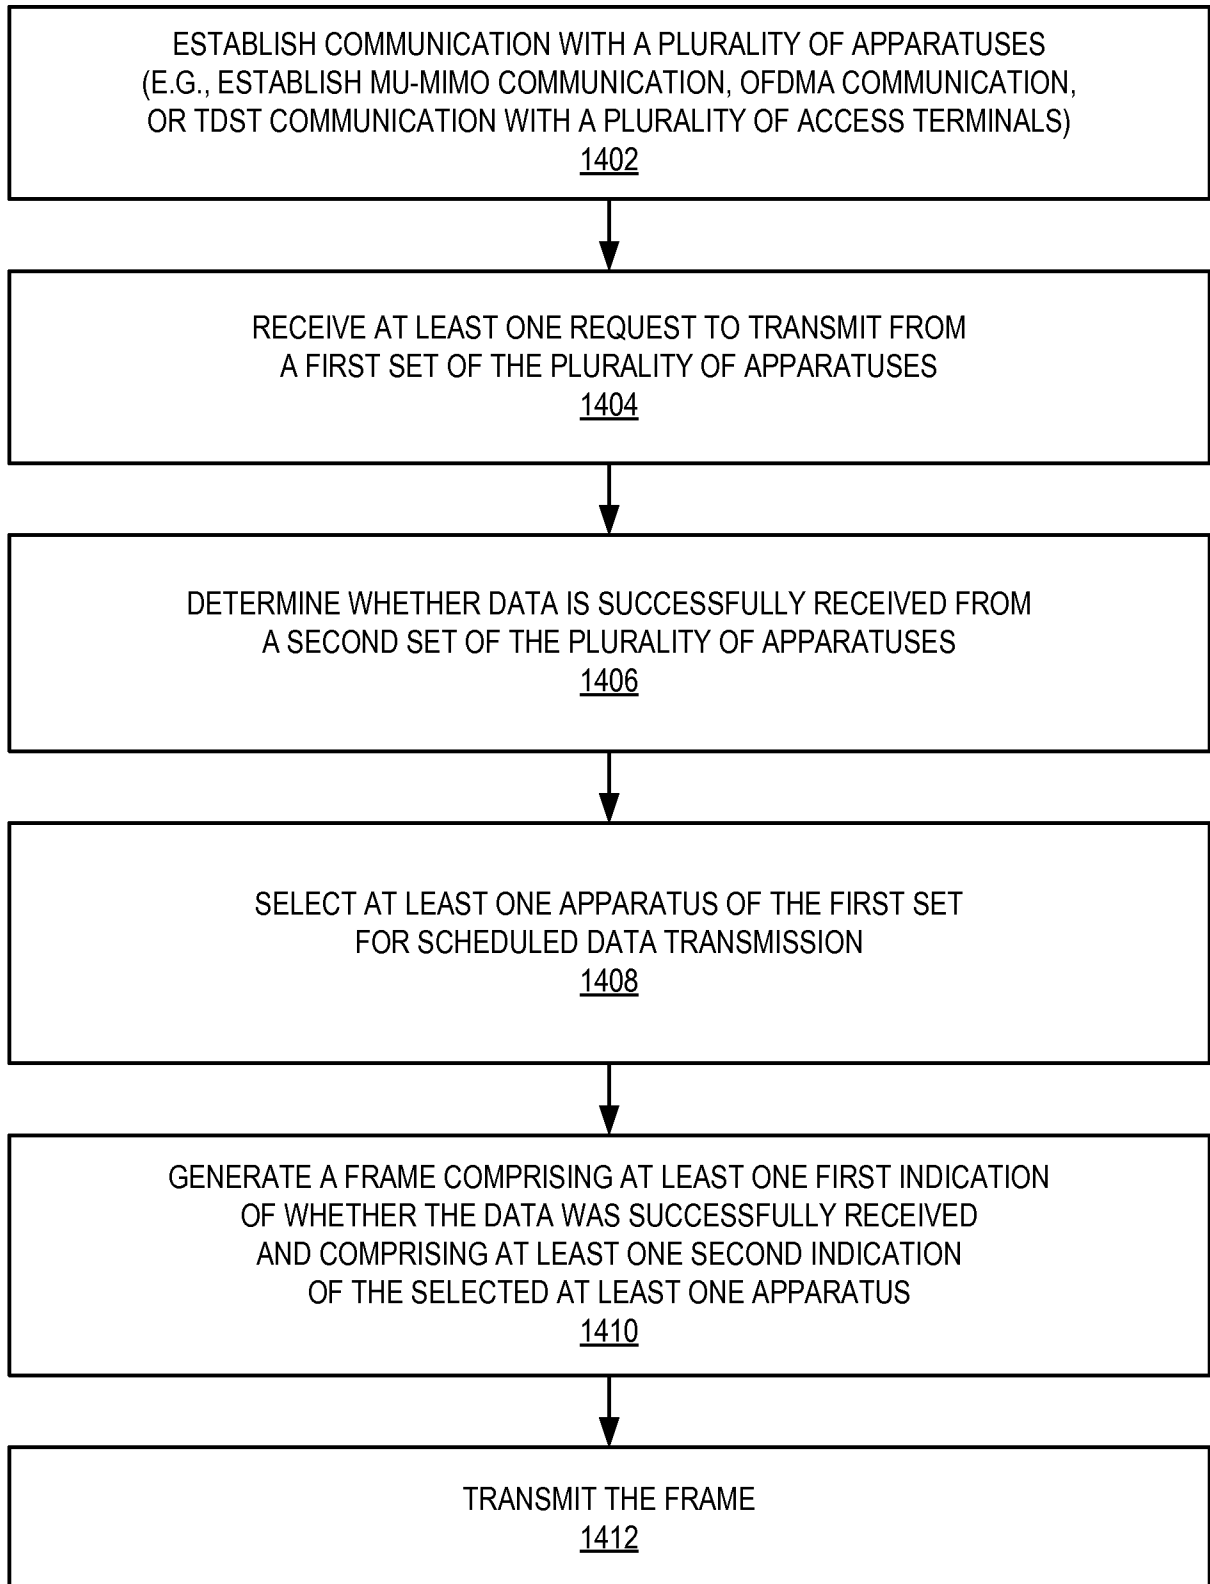 ESTABLISH COMMUNICATION WITH A PLURALITY OF APPARATUSES
(E.G., ESTABLISH MU-MIMO COMMUNICATION, OFDMA COMMUNICATION,
OR TDST COMMUNICATION WITH A PLURALITY OF ACCESS TERMINALS)
1402
RECEIVE AT LEAST ONE REQUEST TO TRANSMIT FROM
A FIRST SET OF THE PLURALITY OF APPARATUSES
1404
DETERMINE WHETHER DATA IS SUCCESSFULLY RECEIVED FROM
A SECOND SET OF THE PLURALITY OF APPARATUSES
1406
SELECT AT LEAST ONE APPARATUS OF THE FIRST SET
FOR SCHEDULED DATA TRANSMISSION
1408
GENERATE A FRAME COMPRISING AT LEAST ONE FIRST INDICATION
OF WHETHER THE DATA WAS SUCCESSFULLY RECEIVED
AND COMPRISING AT LEAST ONE SECOND INDICATION
OF THE SELECTED AT LEAST ONE APPARATUS
1410
TRANSMIT THE FRAME
1412